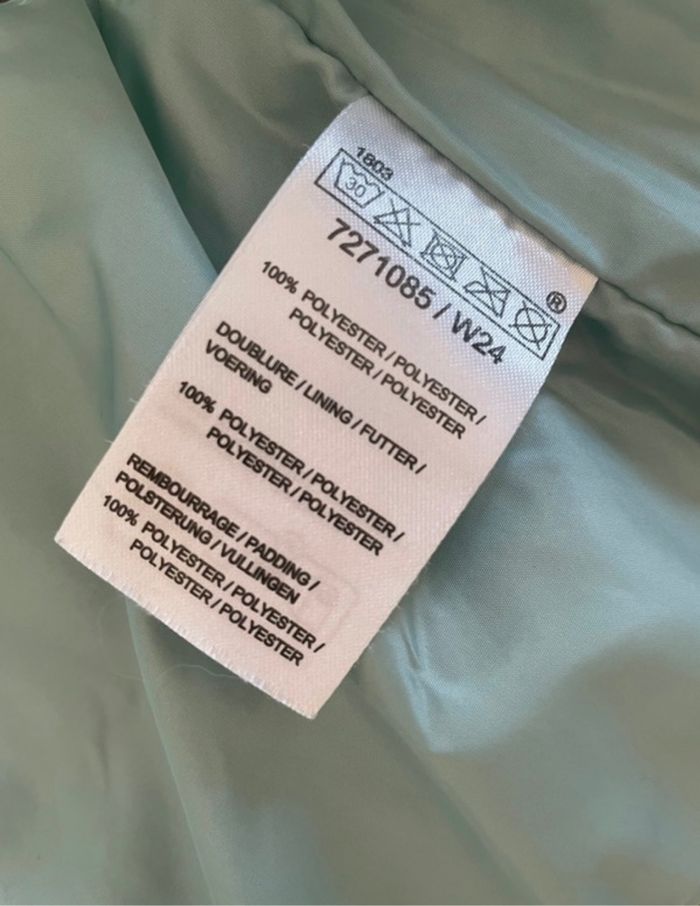 1803
30
®
7271085 / W24
100% POLYESTER / POLYESTER /
POLYESTER / POLYESTER
DOUBLURE / LINING / FUTTER /
VOERING
100% POLYESTER / POLYESTER /
POLYESTER / POLYESTER
REMBOURRAGE / PADDING /
POLSTERUNG / VULLINGEN
100% POLYESTER / POLYESTER /
POLYESTER / POLYESTER